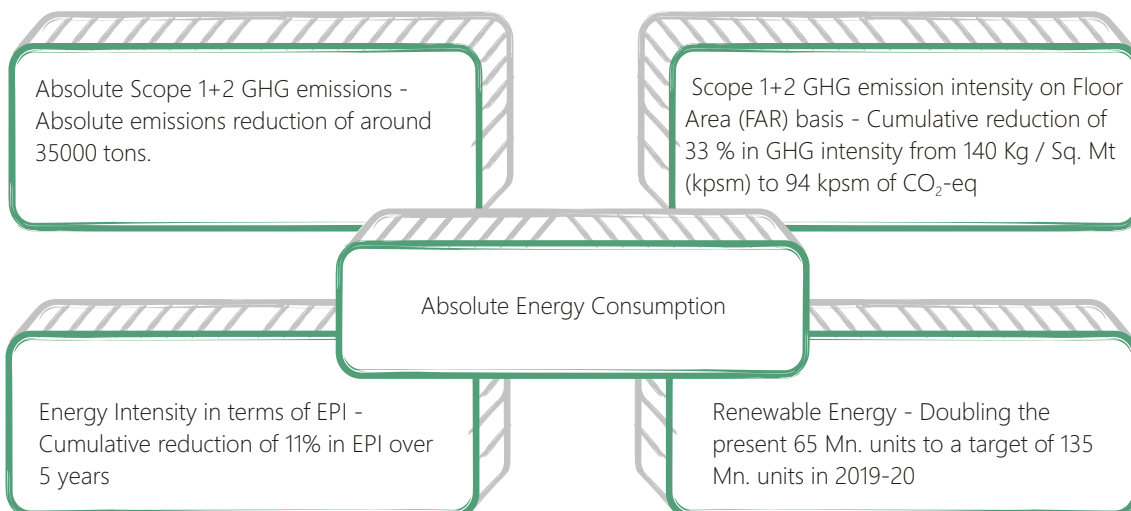 Absolute Scope 1+2 GHG emissions -
Absolute emissions reduction of around
35000 tons.
Scope 1+2 GHG emission intensity on Floor
Area (FAR) basis - Cumulative reduction of
33 % in GHG intensity from 140 Kg / Sq. Mt
(kpsm) to 94 kpsm of CO₂-eq
Absolute Energy Consumption
Energy Intensity in terms of EPI -
Cumulative reduction of 11% in EPI over
5 years
Renewable Energy - Doubling the
present 65 Mn. units to a target of 135
Mn. units in 2019-20